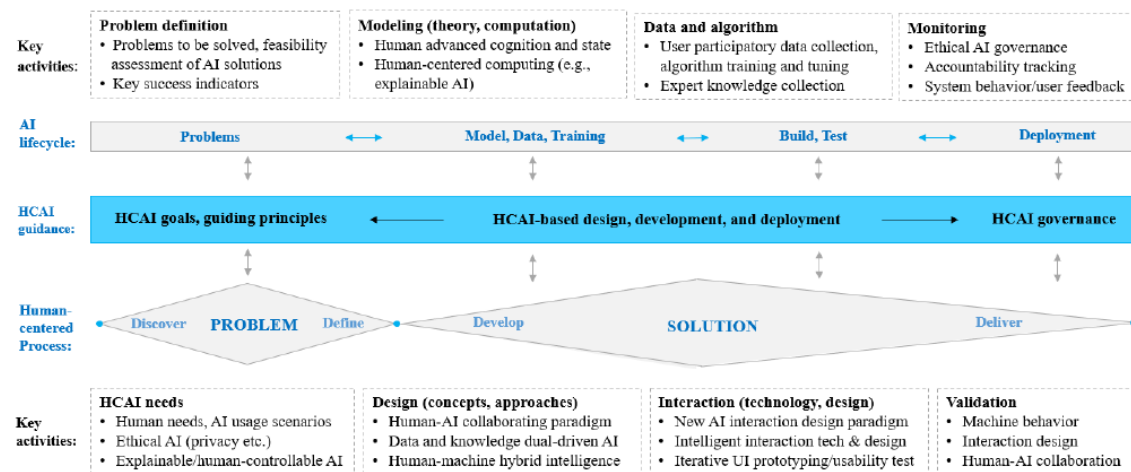 Key
activities:
Problem definition
• Problems to be solved, feasibility
assessment of AI solutions
• Key success indicators
Modeling (theory, computation)
• Human advanced cognition and state
• Human-centered computing (e.g.,
explainable AI)
Data and algorithm
• User participatory data collection,
algorithm training and tuning
• Expert knowledge collection
Monitoring
• Ethical AI governance
• Accountability tracking
• System behavior/user feedback
AI
lifecycle:
Problems
Model, Data, Training
Build, Test
Deployment
HCAI
guidance:
HCAI goals, guiding principles
HCAI-based design, development, and deployment
HCAI governance
Human-
centered
Process:
Discover
PROBLEM
Define
Develop
SOLUTION
Deliver
Key
activities:
HCAI needs
• Human needs, AI usage scenarios
• Ethical AI (privacy etc.)
• Explainable/human-controllable AI
Design (concepts, approaches)
• Human-AI collaborating paradigm
• Data and knowledge dual-driven AI
• Human-machine hybrid intelligence
Interaction (technology, design)
• New AI interaction design paradigm
• Intelligent interaction tech & design
• Iterative UI prototyping/usability test
Validation
• Machine behavior
• Interaction design
• Human-AI collaboration